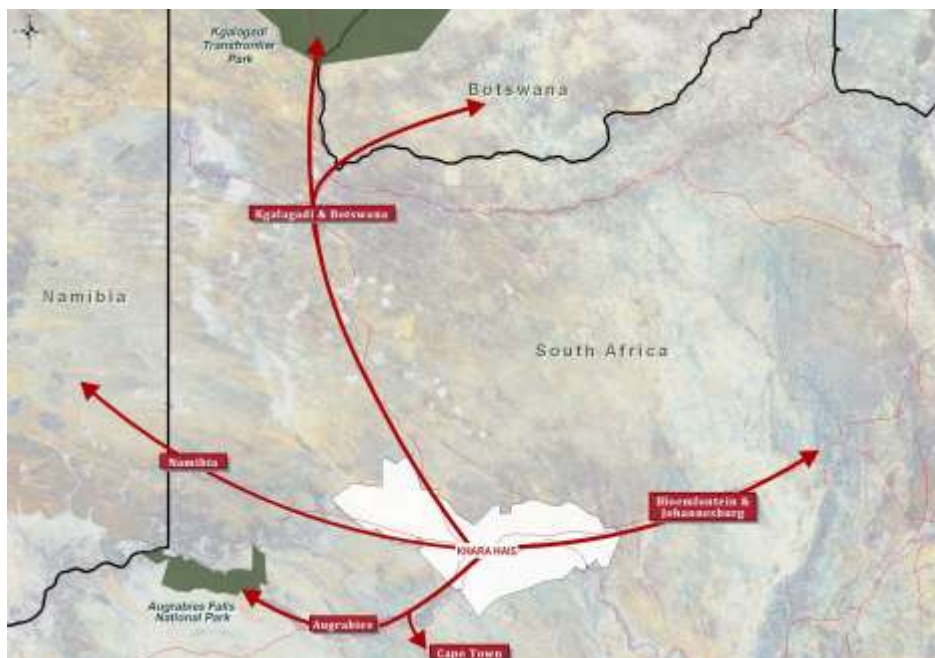 Kgalagadi
Transfrontier
Park
Botswana
Kgalagadi & Botswana
Namibia
South Africa
Namibia
Bloemfontein &
Johannesburg
KHARA HAIS
Augrabies Falls
National Park
Augrabies
Cape Town